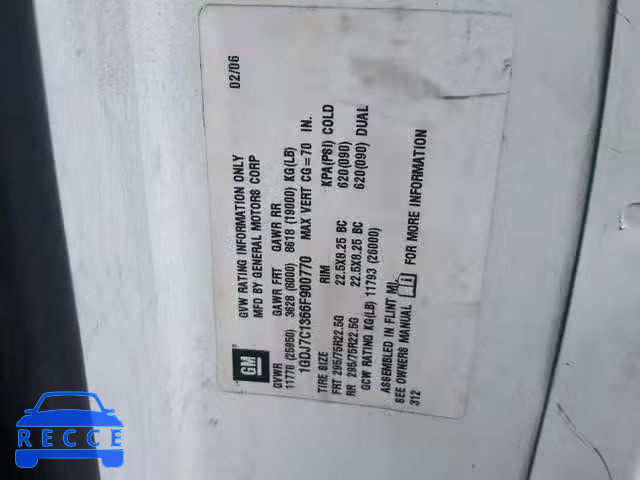 GVW RATING INFORMATION ONLY 02/06
MFD BY GENERAL MOTORS CORP
GM
GVWR GAWR FRT GAWR RR
11770 (25950) 3628 (8000) 8618 (19000) KG(LB)
1GDJ7C1366F900770 MAX VERT CG=70 IN.
TIRE SIZE RIM KPA(PSI) COLD
FRT 295/75R22.5G 22.5X8.25 BC 620(090)
RR 295/75R22.5G 22.5X8.25 BC 620(090) DUAL
GCW RATING KG(LB) 11793 (26000)
ASSEMBLED IN FLINT MI.
SEE OWNERS MANUAL FOR MORE INFORMATION
312
RECCE